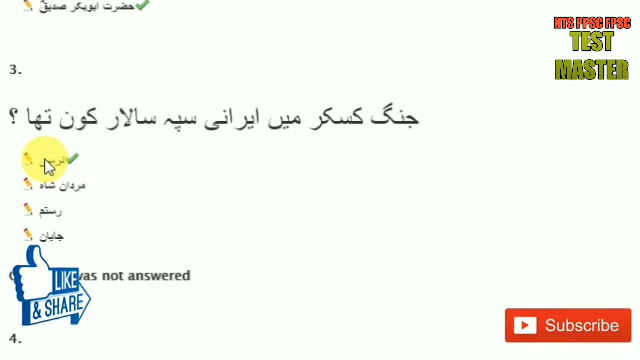 حضرت ابوبکر صدیقؓ
NTS PPSC FPSC
TEST
MASTER
3.
جنگ کسکر میں ایرانی سپہ سالار کون تھا ؟
مردان شاہ
رستم
جابان
LIKE
& SHARE
was not answered
Subscribe
4.